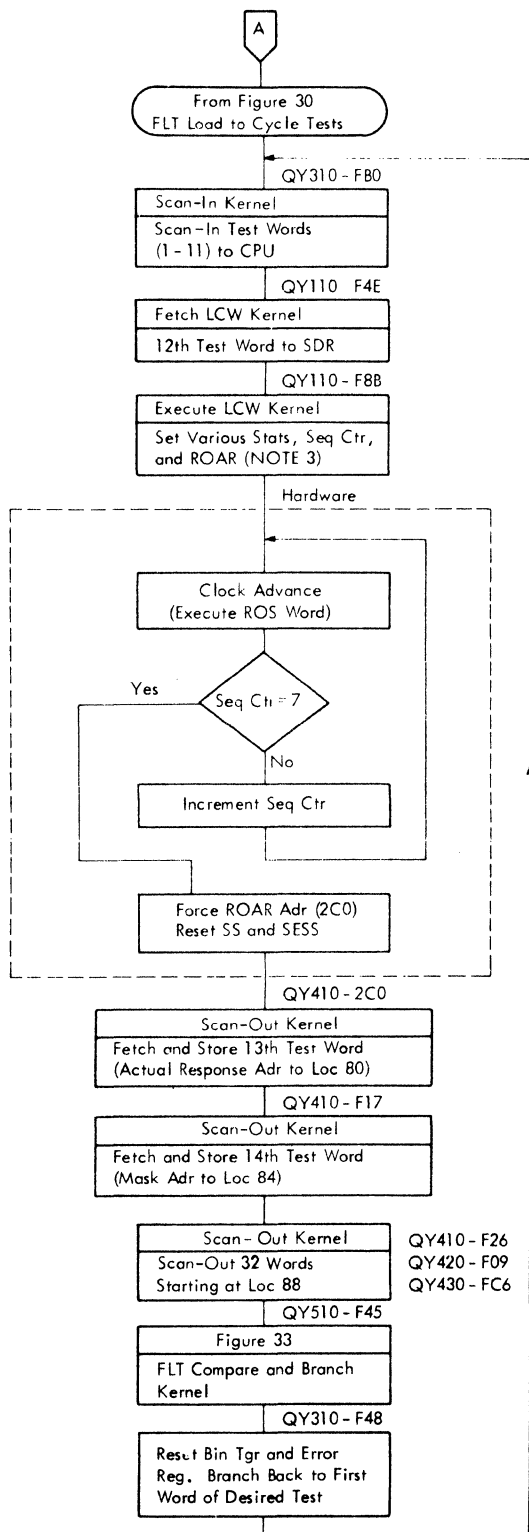 A
From Figure 30
FLT Load to Cycle Tests
QY310 - FB0
Scan-In Kernel
Scan-In Test Words
(1 - 11) to CPU
QY110 F4E
Fetch LCW Kernel
12th Test Word to SDR
QY110-F8B
Execute LCW Kernel
Set Various Stats, Seq Ctr,
and ROAR (NOTE 3)
Hardware
Clock Advance
(Execute ROS Word)
Yes
Seq Ctr = 7
No
Increment Seq Ctr
Force ROAR Adr (2C0)
Reset SS and SESS
QY410 - 2C0
Scan-Out Kernel
Fetch and Store 13th Test Word
(Actual Response Adr to Loc 80)
QY410 - F17
Scan-Out Kernel
Fetch and Store 14th Test Word
(Mask Adr to Loc 84)
Scan-Out Kernel
QY410 - F26
Scan-Out 32 Words
QY420 - F09
Starting at Loc 88
QY430 - FC6
QY510 - F45
Figure 33
FLT Compare and Branch
Kernel
QY310 - F48
Reset Bin Tgr and Error
Reg. Branch Back to First
Word of Desired Test